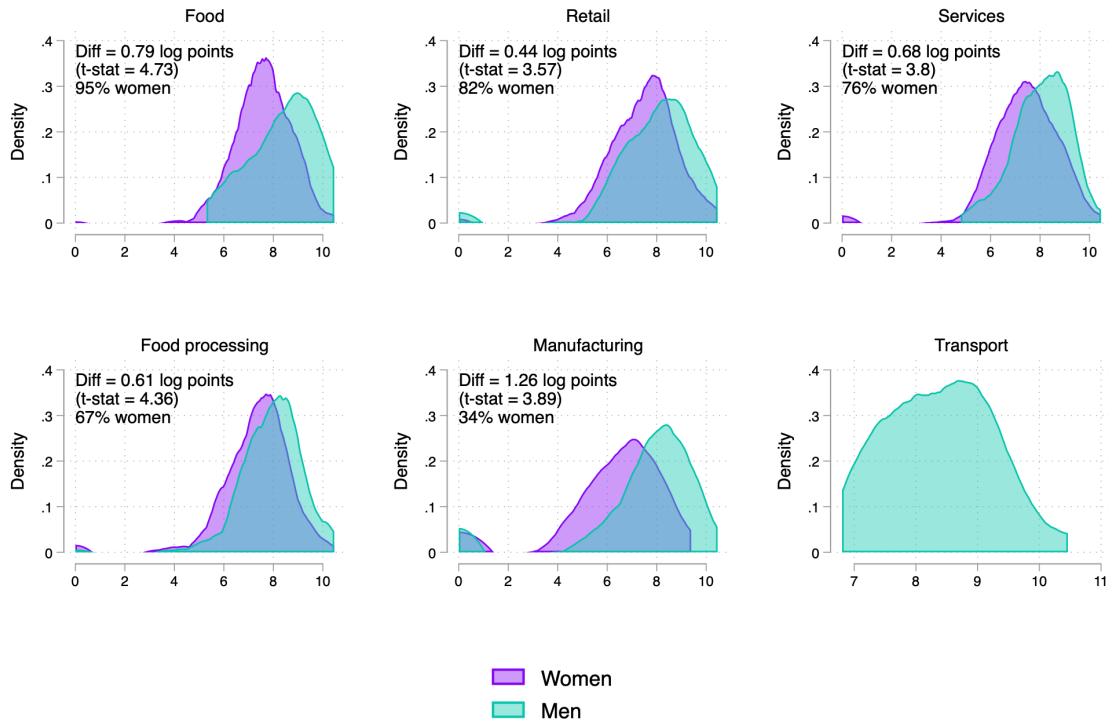 Food
Diff = 0.79 log points
(t-stat = 4.73)
95% women
Density
.4
.3
.2
.1
0
0 2 4 6 8 10
Retail
Diff = 0.44 log points
(t-stat = 3.57)
82% women
Density
.4
.3
.2
.1
0
0 2 4 6 8 10
Services
Diff = 0.68 log points
(t-stat = 3.8)
76% women
Density
.4
.3
.2
.1
0
0 2 4 6 8 10
Food processing
Diff = 0.61 log points
(t-stat = 4.36)
67% women
Density
.4
.3
.2
.1
0
0 2 4 6 8 10
Manufacturing
Diff = 1.26 log points
(t-stat = 3.89)
34% women
Density
.4
.3
.2
.1
0
0 2 4 6 8 10
Transport
Density
.4
.3
.2
.1
0
7 8 9 10 11
Women
Men